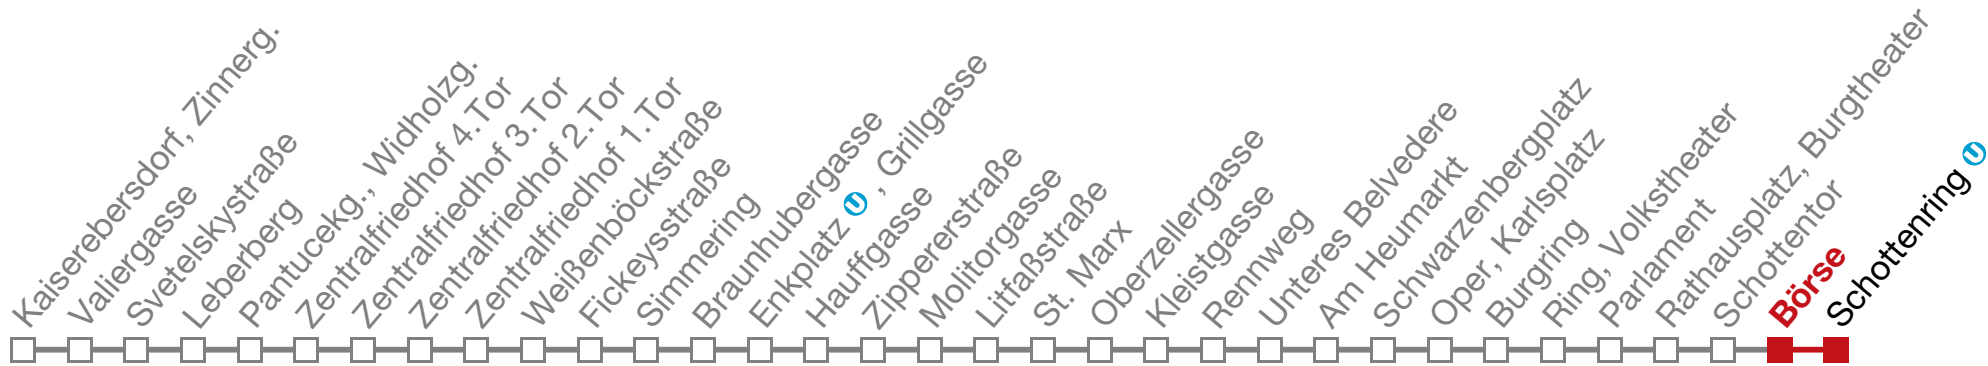 Kaiserebersdorf, Zinnerg.
Valiergasse
Svetelskystraße
Leberberg
Pantucekg., Widholzg.
Zentralfriedhof 4.Tor
Zentralfriedhof 3.Tor
Zentralfriedhof 2.Tor
Zentralfriedhof 1.Tor
Weißenböckstraße
Fickeysstraße
Simmering
Braunhubergasse
Enkplatz U, Grillgasse
Hauffgasse
Zippererstraße
Molitorgasse
Litfaßstraße
St. Marx
Oberzellergasse
Kleistgasse
Rennweg
Unteres Belvedere
Am Heumarkt
Schwarzenbergplatz
Oper, Karlsplatz
Burgring
Ring, Volkstheater
Parlament
Rathausplatz, Burgtheater
Schottentor
Börse
Schottenring U